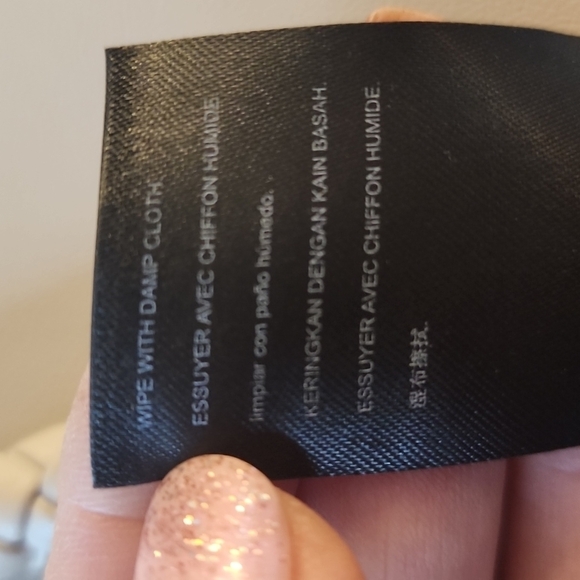 WIPE WITH DAMP CLOTH.
ESSUYER AVEC CHIFFON HUMIDE.
limpiar con paño húmedo.
KERINGKAN DENGAN KAIN BASAH.
ESSUYER AVEC CHIFFON HUMIDE.
湿布擦拭.